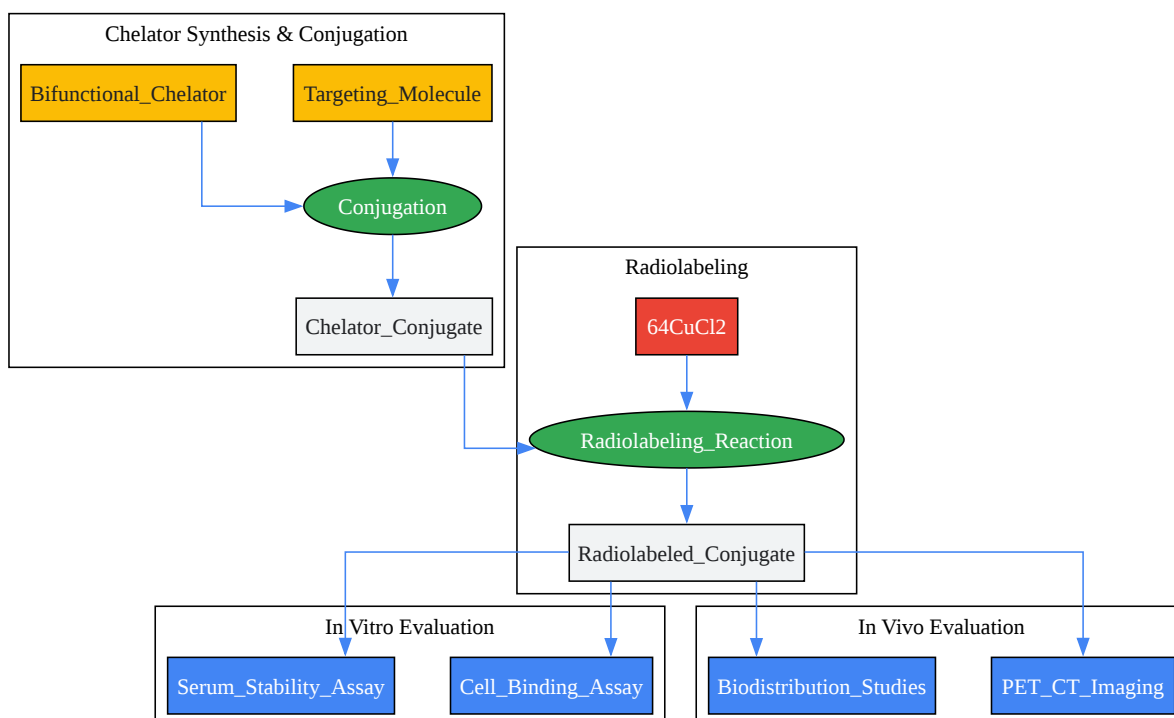 Chelator Synthesis & Conjugation
Bifunctional_Chelator
Targeting_Molecule
Conjugation
Chelator_Conjugate
Radiolabeling
64CuCl2
Radiolabeling_Reaction
Radiolabeled_Conjugate
In Vitro Evaluation
Serum_Stability_Assay
Cell_Binding_Assay
In Vivo Evaluation
Biodistribution_Studies
PET_CT_Imaging